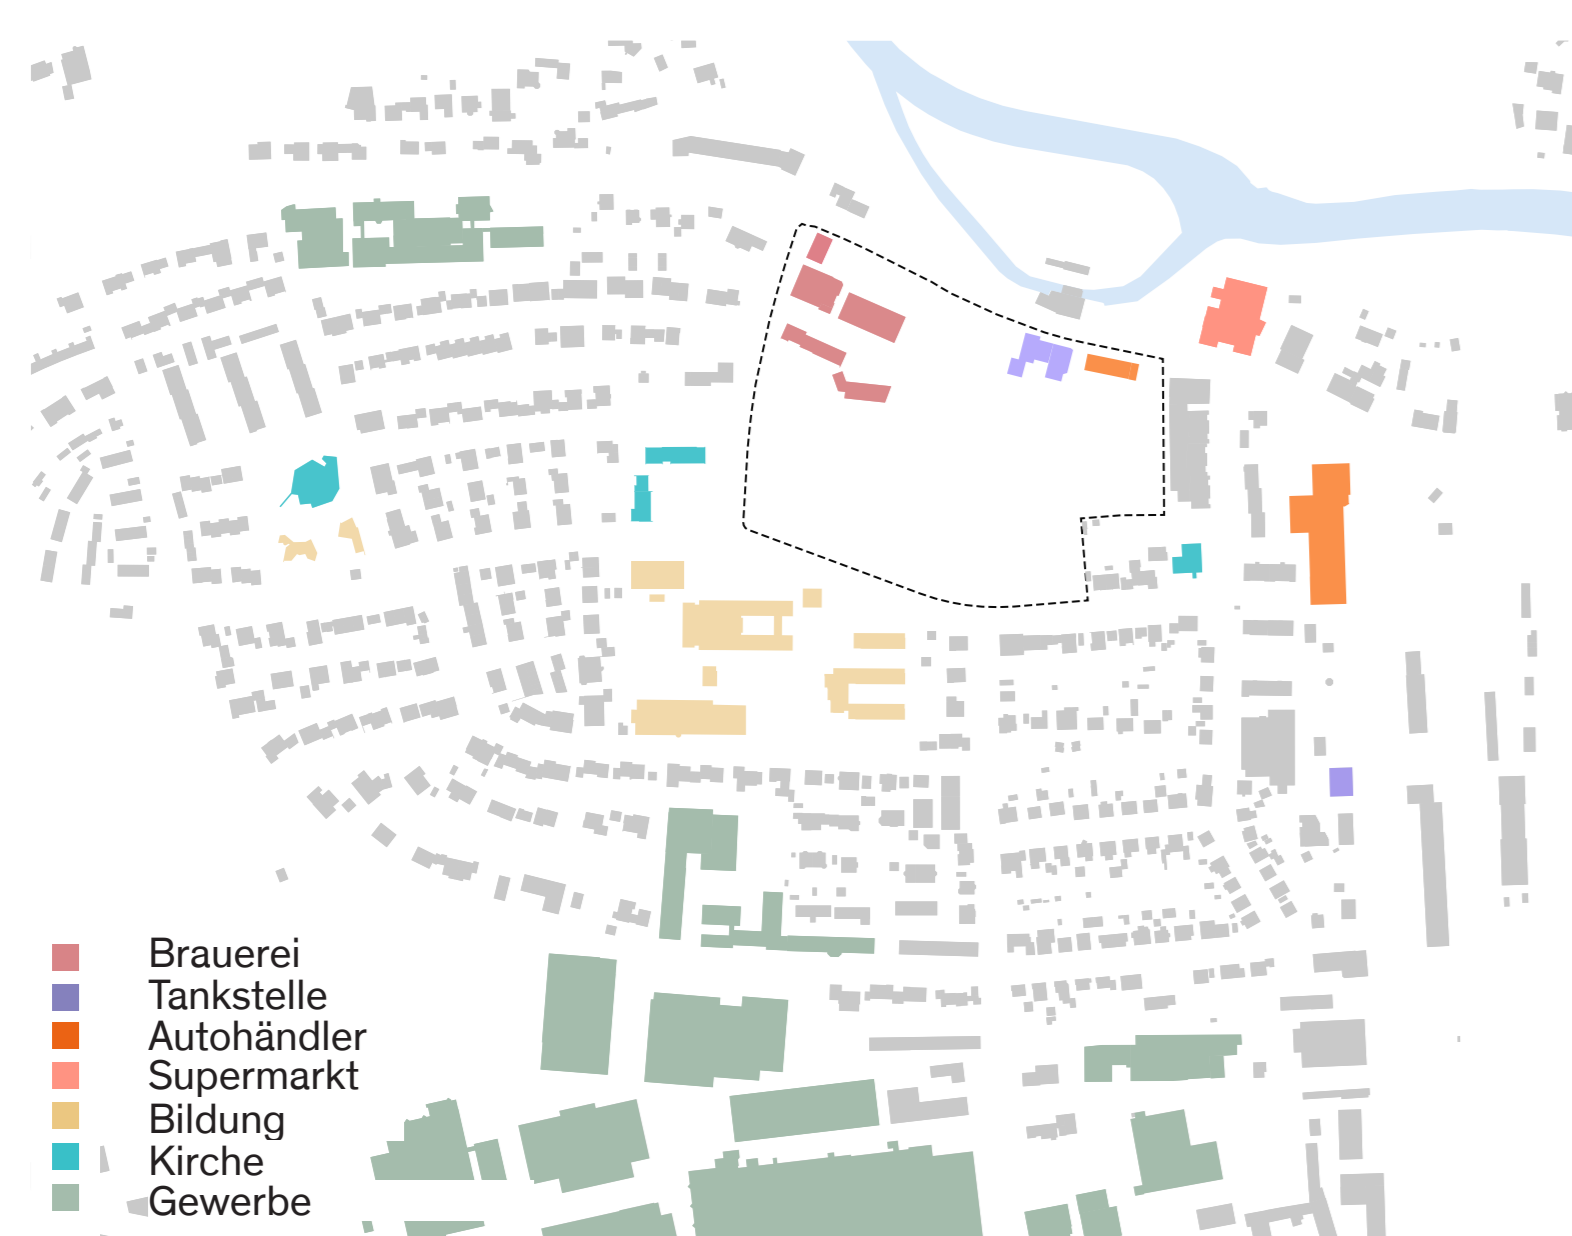 Brauerei
Tankstelle
Autohändler
Supermarkt
Bildung
Kirche
Gewerbe